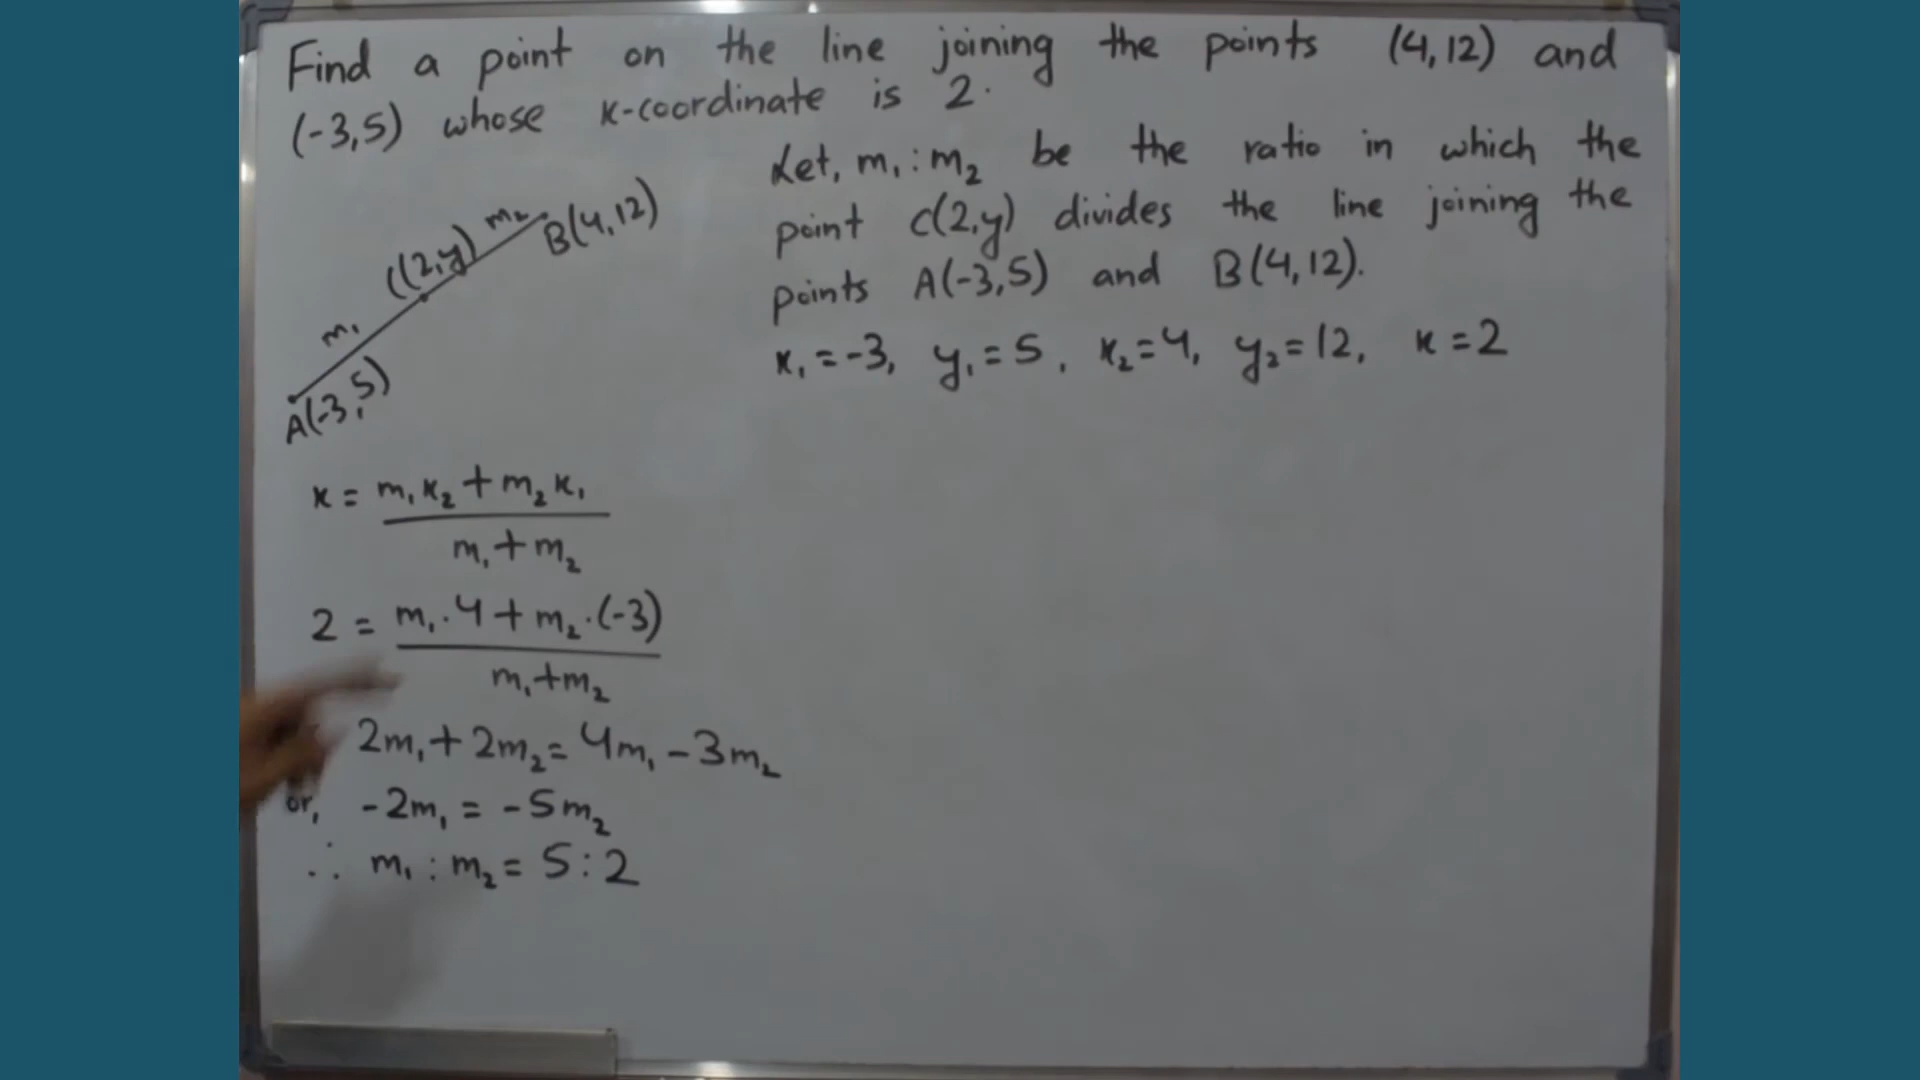 Find a point on the line joining the points (4,12) and
(-3,5) whose x-coordinate is 2.
Let, m₁ : m₂ be the ratio in which the
point C(2,y) divides the line joining the
points A(-3,5) and B(4,12).
x₁ = -3, y₁ = 5, x₂ = 4, y₂ = 12, x = 2
m₂ B(4,12)
C(2,y)
m₁
A(-3,5)
x = m₁x₂ + m₂x₁
m₁ + m₂
2 = m₁.4 + m₂.(-3)
m₁+m₂
2m₁ + 2m₂ = 4m₁ - 3m₂
or, -2m₁ = -5m₂
∴ m₁ : m₂ = 5 : 2